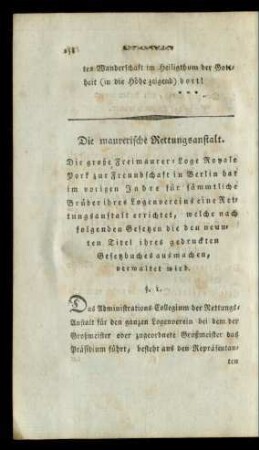 ten Wanderschaft im Heiligthum der Gott-
heit (in die Höhe zeigend) dort!
* * *
Die maurerische Rettungsanstalt.
Die große Freimaurer-Loge Royale
York zur Freundschaft in Berlin hat
im vorigen Jahre für sämmtliche
Brüder ihres Logenvereins eine Ret-
tungsanstalt errichtet, welche nach
folgenden Gesetzen die den neun-
ten Titel ihres gedruckten
Gesetzbuches ausmachen,
verwaltet wird.
§. 1.
Das Administrations Collegium der Rettungs-
Anstalt für den ganzen Logenverein bei dem der
Großmeister oder zugeordnete Großmeister das
Präsidium führt, besteht aus den Repräsentan-
ten